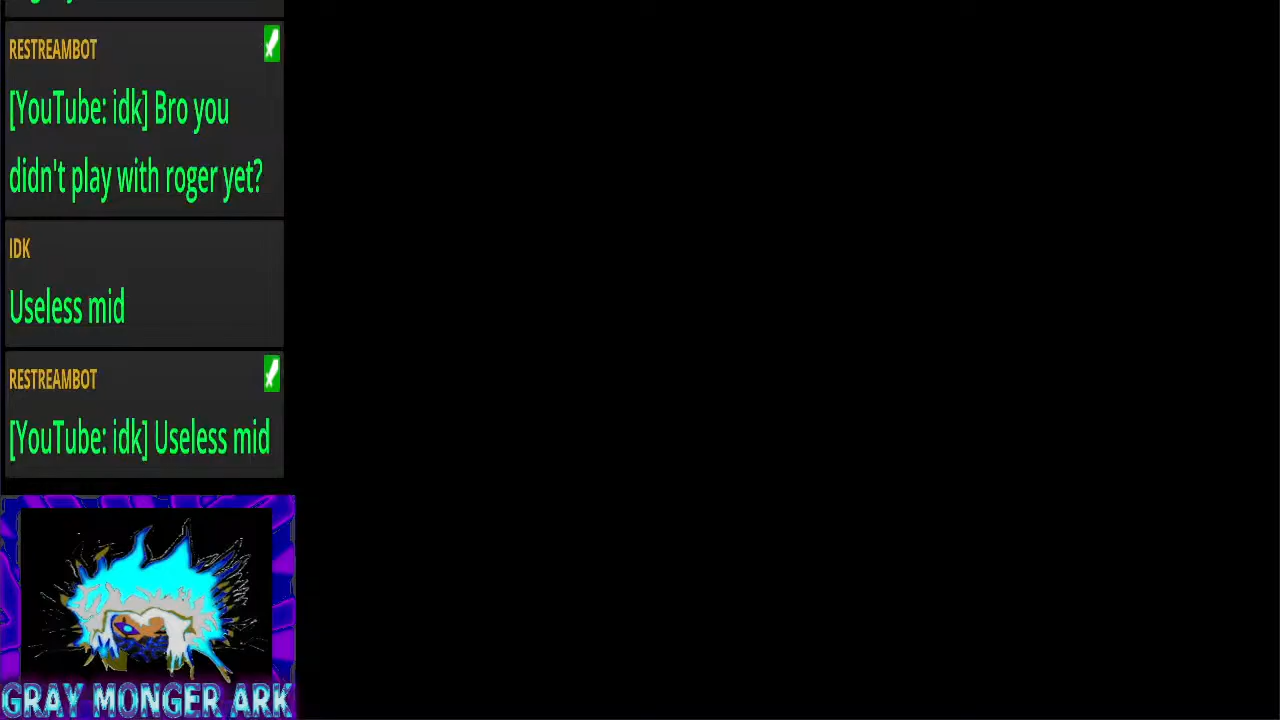 RESTREAMBOT
[YouTube: idk] Bro you
didn't play with roger yet?
IDK
Useless mid
RESTREAMBOT
[YouTube: idk] Useless mid
GRAY MONGER ARK